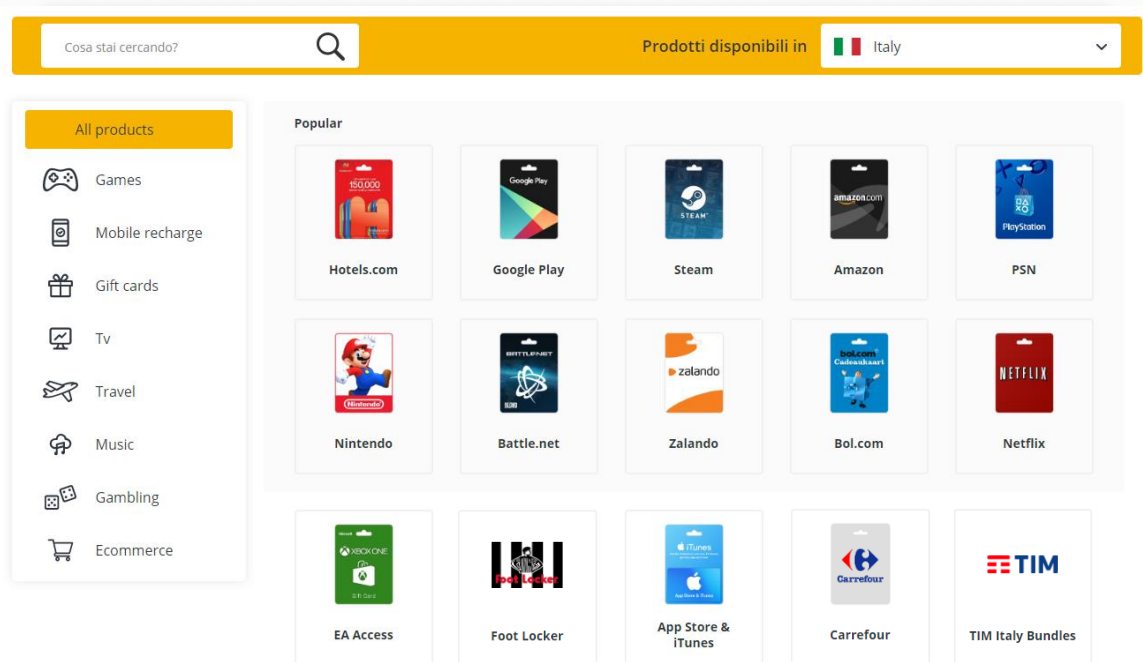 Cosa stai cercando?
Prodotti disponibili in
Italy
All products
Games
Mobile recharge
Gift cards
Tv
Travel
Music
Gambling
Ecommerce
Popular
150,000
Hotels.com
Google Play
Google Play
STEAM
Steam
amazoncom
Amazon
PlayStation
PSN
Nintendo
Nintendo
BATTLE.NET
Battle.net
zalando
Zalando
bol.com
Cadeaukaart
Bol.com
NETFLIX
Netflix
XBOX ONE
Gift Card
EA Access
Foot Locker
Foot Locker
iTunes
App Store & iTunes
App Store &
iTunes
Carrefour
Carrefour
TIM
TIM Italy Bundles